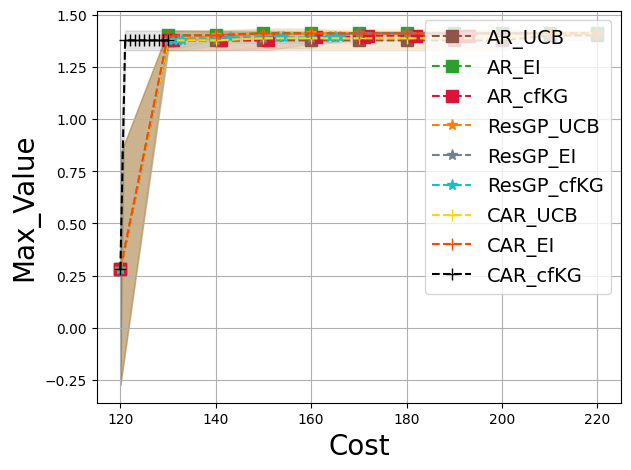 1.50
1.25
1.00
0.75
0.50
0.25
0.00
−0.25
Max_Value
120
140
160
180
200
220
Cost
AR_UCB
AR_EI
AR_cfKG
ResGP_UCB
ResGP_EI
ResGP_cfKG
CAR_UCB
CAR_EI
CAR_cfKG